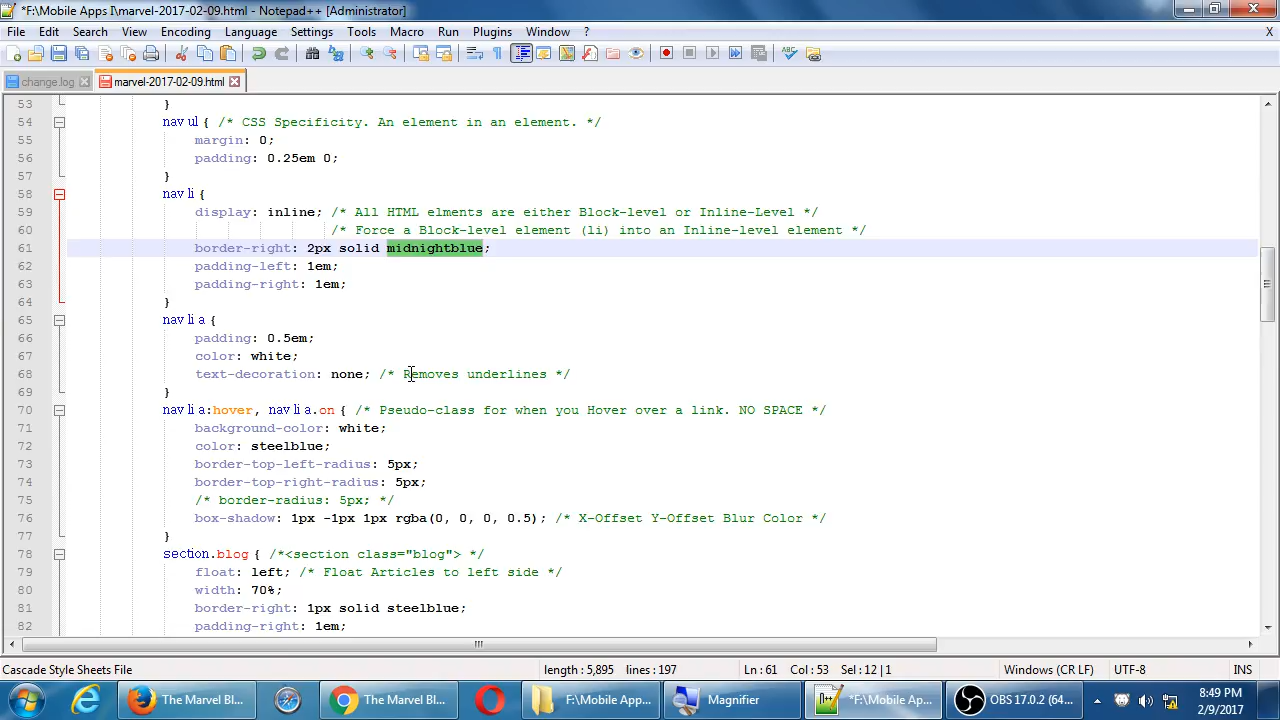 *F:\Mobile Apps I\marvel-2017-02-09.html - Notepad++ [Administrator]
File Edit Search View Encoding Language Settings Tools Macro Run Plugins Window ? X
change.log marvel-2017-02-09.html
53 }
54 nav ul { /* CSS Specificity. An element in an element. */
55 margin: 0;
56 padding: 0.25em 0;
57 }
58 nav li {
59 display: inline; /* All HTML elments are either Block-level or Inline-Level */
60 /* Force a Block-level element (li) into an Inline-level element */
61 border-right: 2px solid midnightblue;
62 padding-left: 1em;
63 padding-right: 1em;
64 }
65 nav li a {
66 padding: 0.5em;
67 color: white;
68 text-decoration: none; /* Removes underlines */
69 }
70 nav li a:hover, nav li a.on { /* Pseudo-class for when you Hover over a link. NO SPACE */
71 background-color: white;
72 color: steelblue;
73 border-top-left-radius: 5px;
74 border-top-right-radius: 5px;
75 /* border-radius: 5px; */
76 box-shadow: 1px -1px 1px rgba(0, 0, 0, 0.5); /* X-Offset Y-Offset Blur Color */
77 }
78 section.blog { /*<section class="blog"> */
79 float: left; /* Float Articles to left side */
80 width: 70%;
81 border-right: 1px solid steelblue;
82 padding-right: 1em;
Cascade Style Sheets File length : 5,895 lines : 197 Ln : 61 Col : 53 Sel : 12 | 1 Windows (CR LF) UTF-8 INS
The Marvel Bl... The Marvel Bl... F:\Mobile App... Magnifier *F:\Mobile App... OBS 17.0.2 (64... 8:49 PM
2/9/2017